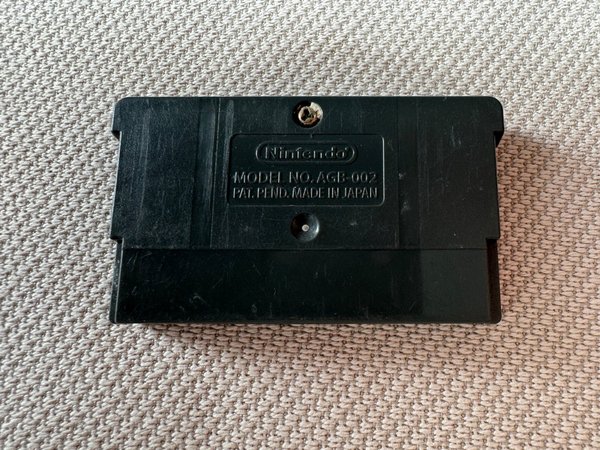 Nintendo
MODEL NO. AGB-002
PAT. PEND. MADE IN JAPAN